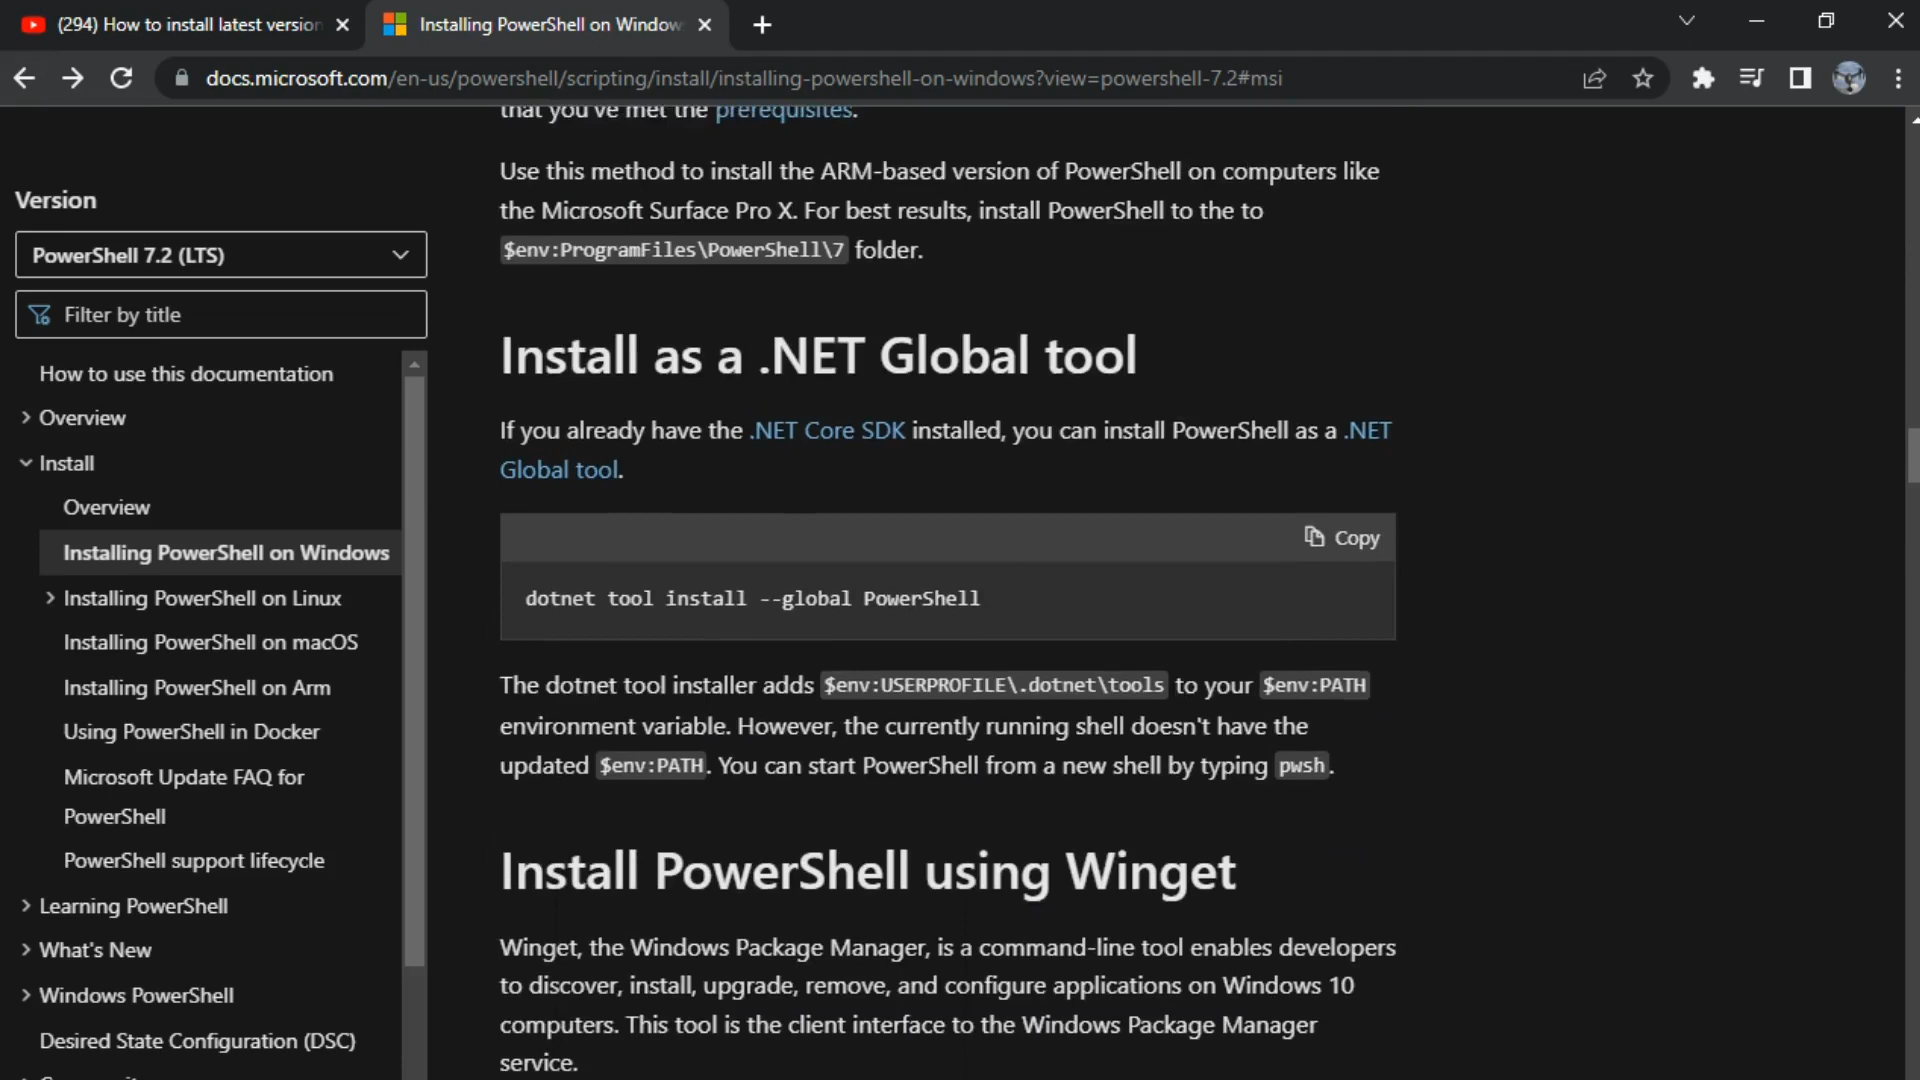 (294) How to install latest version
Installing PowerShell on Window
docs.microsoft.com/en-us/powershell/scripting/install/installing-powershell-on-windows?view=powershell-7.2#msi
Version
PowerShell 7.2 (LTS)
Filter by title
How to use this documentation
Overview
Install
Overview
Installing PowerShell on Windows
Installing PowerShell on Linux
Installing PowerShell on macOS
Installing PowerShell on Arm
Using PowerShell in Docker
Microsoft Update FAQ for
PowerShell
PowerShell support lifecycle
Learning PowerShell
What's New
Windows PowerShell
Desired State Configuration (DSC)
that you've met the prerequisites.
Use this method to install the ARM-based version of PowerShell on computers like
the Microsoft Surface Pro X. For best results, install PowerShell to the to
$env:ProgramFiles\PowerShell\7 folder.
Install as a .NET Global tool
If you already have the .NET Core SDK installed, you can install PowerShell as a .NET
Global tool.
Copy
dotnet tool install --global PowerShell
The dotnet tool installer adds $env:USERPROFILE\.dotnet\tools to your $env:PATH
environment variable. However, the currently running shell doesn't have the
updated $env:PATH. You can start PowerShell from a new shell by typing pwsh.
Install PowerShell using Winget
Winget, the Windows Package Manager, is a command-line tool enables developers
to discover, install, upgrade, remove, and configure applications on Windows 10
computers. This tool is the client interface to the Windows Package Manager
service.